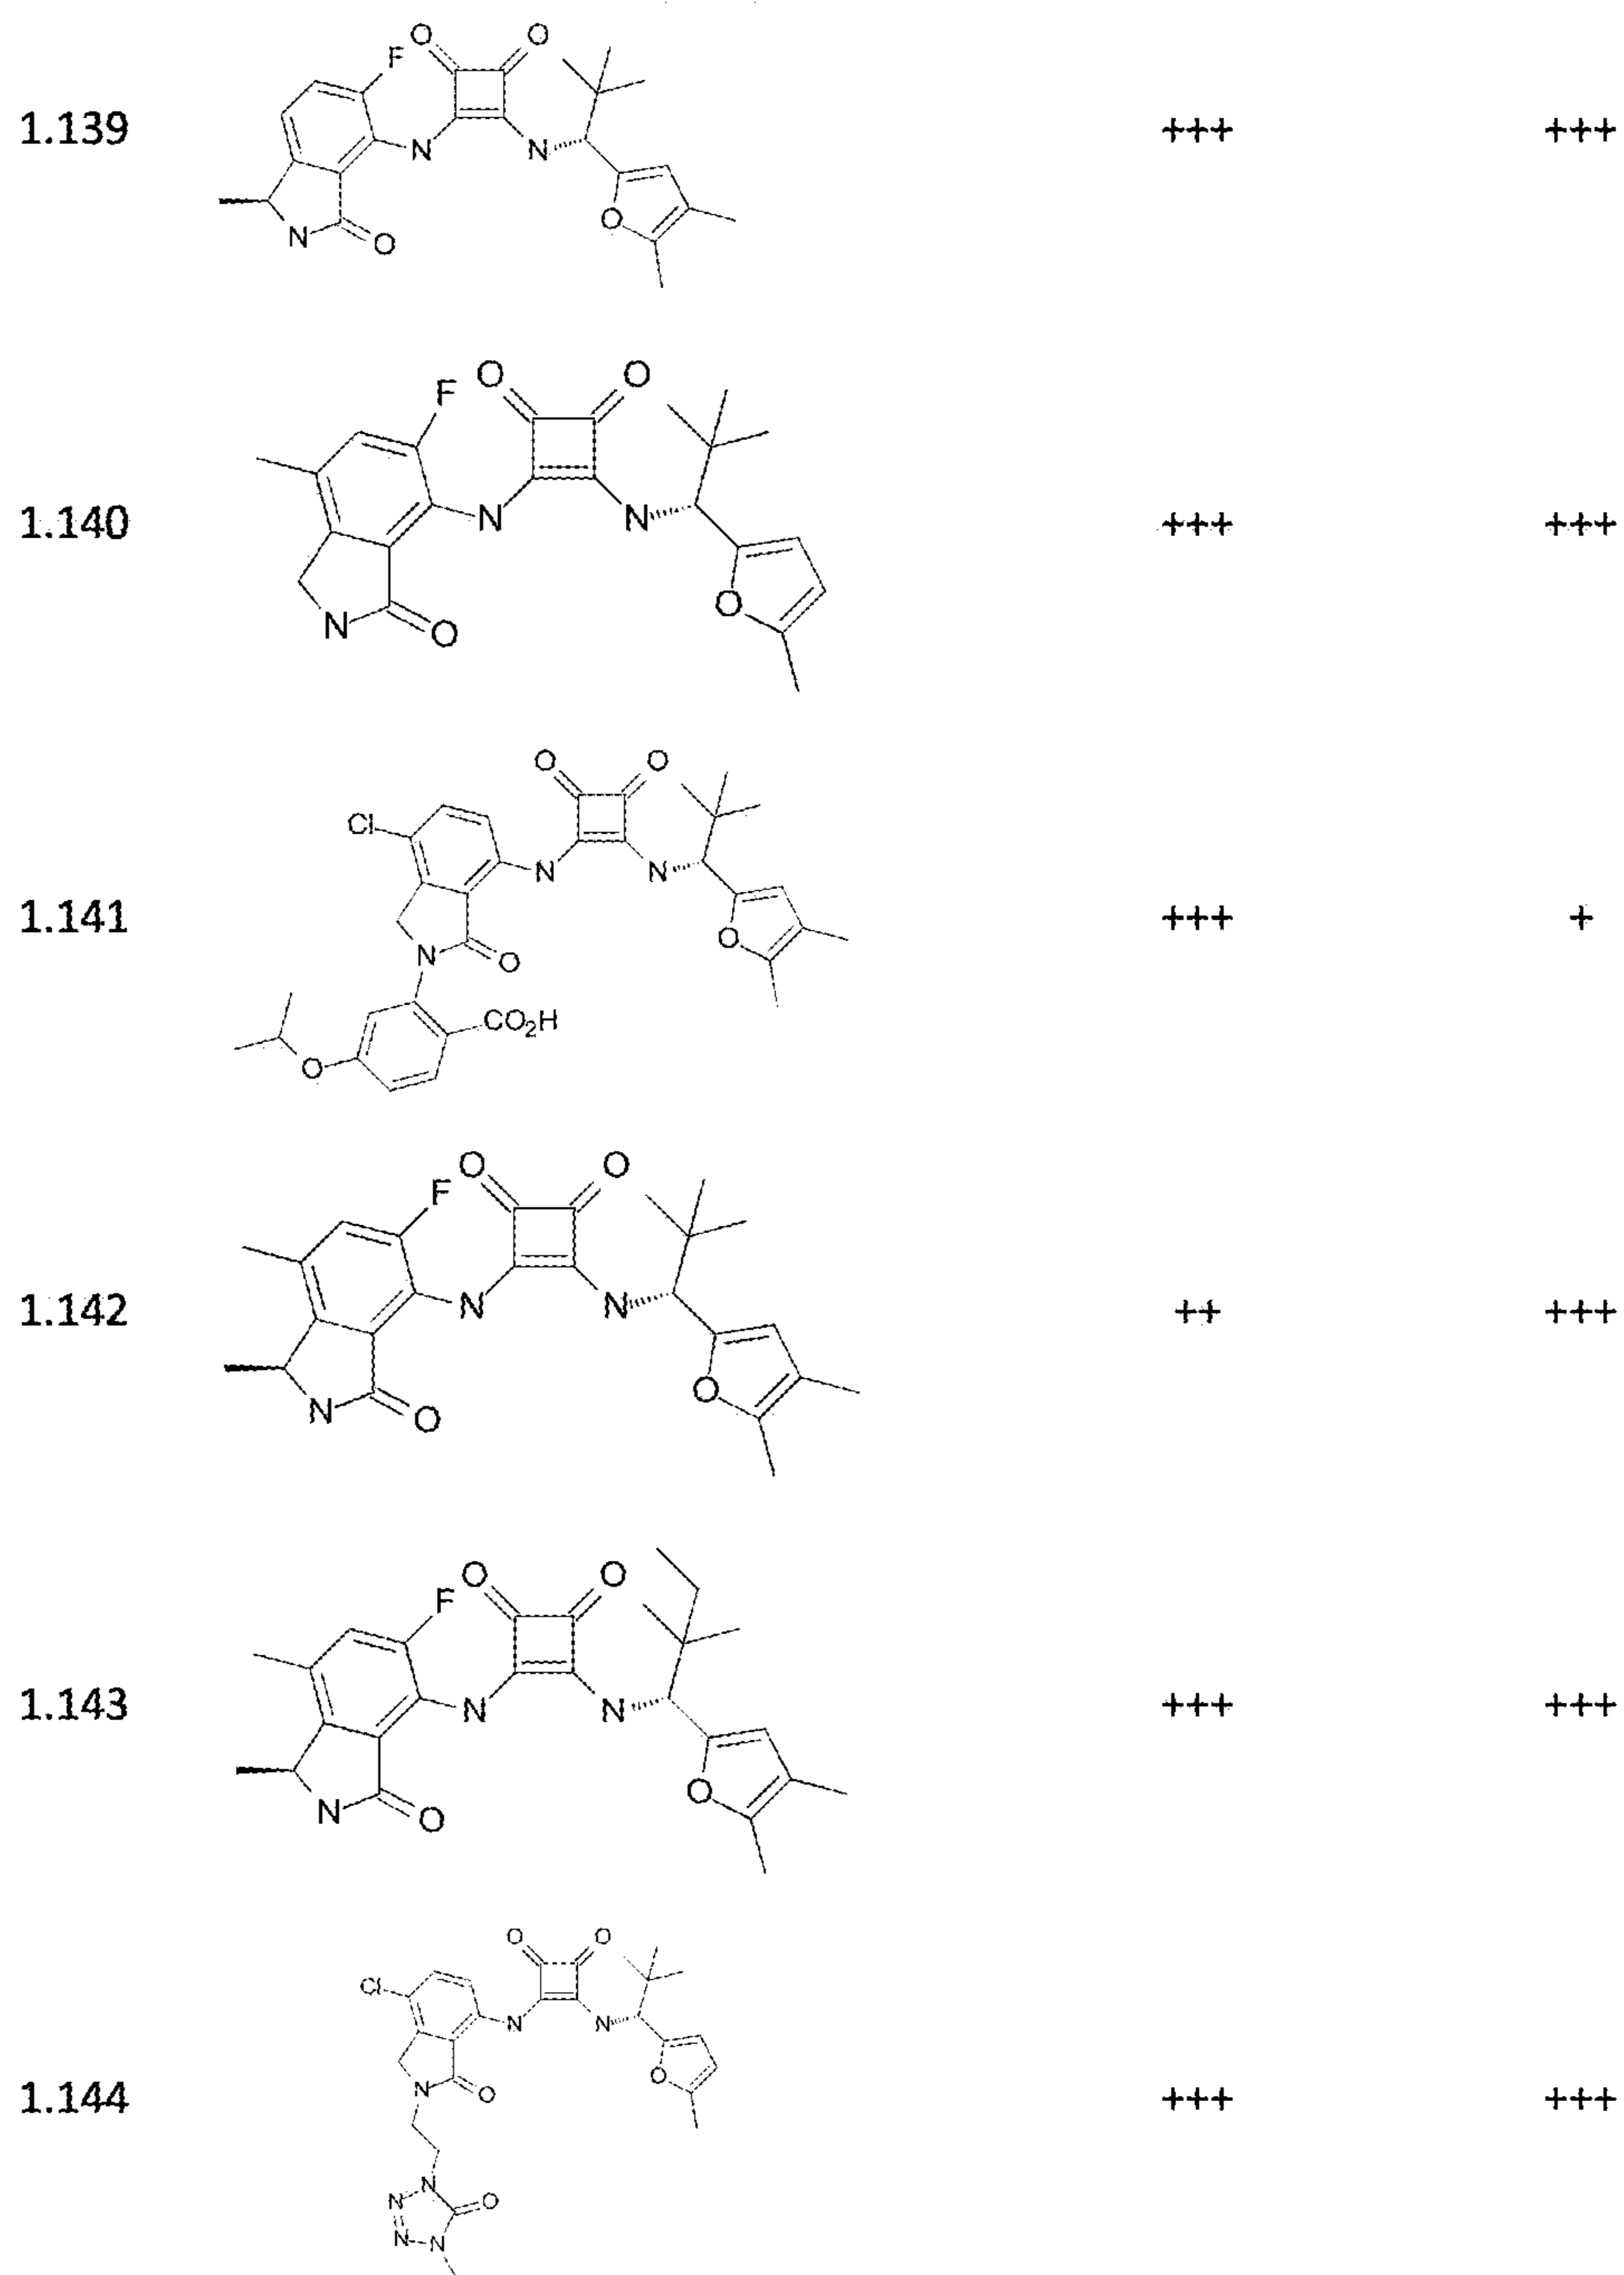 O O
F
1.139 N N +++ +++
O
N O
O O
F
1.140 N N +++ +++
O
N O
O O
Cl
N N
1.141 O +++ +
N O
CO2H
O
O O
F
1.142 N N ++ +++
O
N O
O O
F
1.143 N N +++ +++
O
N O
O O
Cl
N N
O
N O
1.144 +++ +++
N
N O
N N